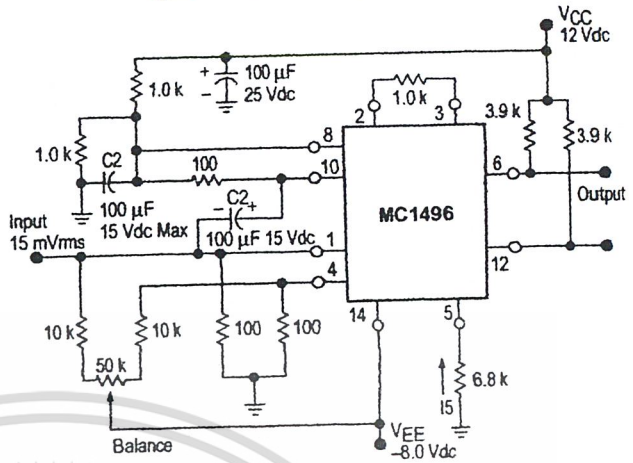 VCC
12 Vdc
+
−
100 µF
25 Vdc
1.0 k
1.0 k
2
3
3.9 k
3.9 k
1.0 k
C2
100 µF
15 Vdc Max
100
8
10
6
Output
C2
−
+
100 µF 15 Vdc
MC1496
Input
15 mVrms
1
4
12
14
5
10 k
10 k
100
100
50 k
6.8 k
I5
VEE
−8.0 Vdc
Balance